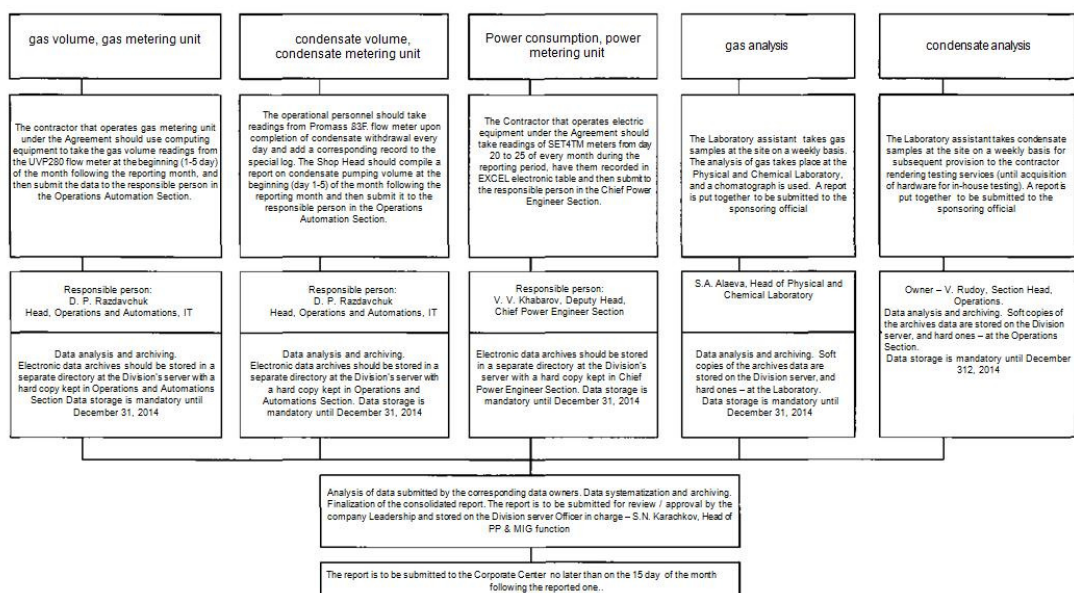 gas volume, gas metering unit
condensate volume,
condensate metering unit
Power consumption, power
metering unit
gas analysis
condensate analysis
The contractor that operates gas metering unit
under the Agreement should use computing
equipment to take the gas volume readings from
the UVP280 flow meter at the beginning (1-5 day)
of the month following the reporting month, and
then submit the data to the responsible person in
the Operations Automation Section.
The operational personnel should take
readings from Promass 83F, flow meter upon
completion of condensate withdrawal every
day and add a corresponding record to the
special log. The Shop Head should compile a
report on condensate pumping volume at the
beginning (day 1-5) of the month following the
reporting month and then submit it to the
responsible person in the Operations
Automation Section.
The Contractor that operates electric
equipment under the Agreement should
take readings of SET4TM meters from day
20 to 25 of every month during the
reporting period, have them recorded in
EXCEL electronic table and then submit to
the responsible person in the Chief Power
Engineer Section.
The Laboratory assistant takes gas
samples at the site on a weekly basis.
The analysis of gas takes place at the
Physical and Chemical Laboratory,
and a chomatograph is used. A report
is put together to be submitted to the
sponsoring official
The Laboratory assistant takes condensate
samples at the site on a weekly basis for
subsequent provision to the contractor
rendering testing services (until acquisition
of hardware for in-house testing). A report is
put together to be submitted to the
sponsoring official
Responsible person:
D. P. Razdavchuk
Head, Operations and Automations, IT
Responsible person:
D. P. Razdavchuk
Head, Operations and Automations, IT
Responsible person:
V. V. Khabarov, Deputy Head,
Chief Power Engineer Section
S.A. Alaeva, Head of Physical and
Chemical Laboratory
Owner – V. Rudoy, Section Head,
Operations.
Data analysis and archiving. Soft copies of
the archives data are stored on the Division
server, and hard ones – at the Operations
Section.
Data storage is mandatory until December
312, 2014
Data analysis and archiving.
Electronic data archives should be stored in a
separate directory at the Division's server with a
hard copy kept in Operations and Automations
Section Data storage is mandatory until
December 31, 2014
Data analysis and archiving.
Electronic data archives should be stored in a
separate directory at the Division's server with
a hard copy kept in Operations and
Automations Section. Data storage is
mandatory until December 31, 2014
Electronic data archives should be stored
in a separate directory at the Division's
server with a hard copy kept in Chief
Power Engineer Section. Data storage is
mandatory until December 31, 2014
Data analysis and archiving. Soft
copies of the archives data are
stored on the Division server, and
hard ones – at the Laboratory.
Data storage is mandatory until
December 31, 2014
Analysis of data submitted by the corresponding data owners. Data systematization and archiving.
Finalization of the consolidated report. The report is to be submitted for review / approval by the
company Leadership and stored on the Division server Officer in charge – S.N. Karachkov, Head of
PP & MIG function
The report is to be submitted to the Corporate Center no later than on the 15 day of the month
following the reported one..